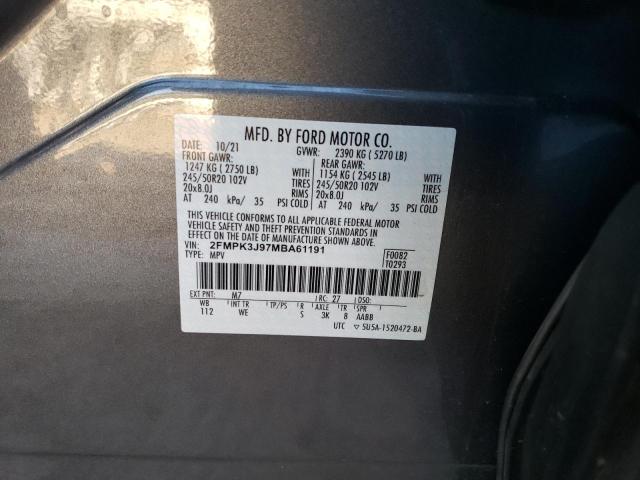 MFD. BY FORD MOTOR CO.
DATE: 10/21 GVWR: 2390 KG ( 5270 LB)
FRONT GAWR: REAR GAWR:
1247 KG ( 2750 LB) WITH 1154 KG ( 2545 LB) WITH
245/50R20 102V TIRES 245/50R20 102V TIRES
20x8.0J RIMS 20x8.0J RIMS
AT 240 kPa/ 35 PSI COLD AT 240 kPa/ 35 PSI COLD
THIS VEHICLE CONFORMS TO ALL APPLICABLE FEDERAL MOTOR
VEHICLE SAFETY AND THEFT PREVENTION STANDARDS IN
EFFECT ON THE DATE OF MANUFACTURE SHOWN ABOVE.
VIN: 2FMPK3J97MBA61191 F0082
TYPE: MPV T0293
EXT PNT: M7 RC: 27 DSO:
WB INT TR TP/PS R AXLE TR SPR
112 WE S 3K 8 AABB
UTC ▽ 5U5A-1520472-BA